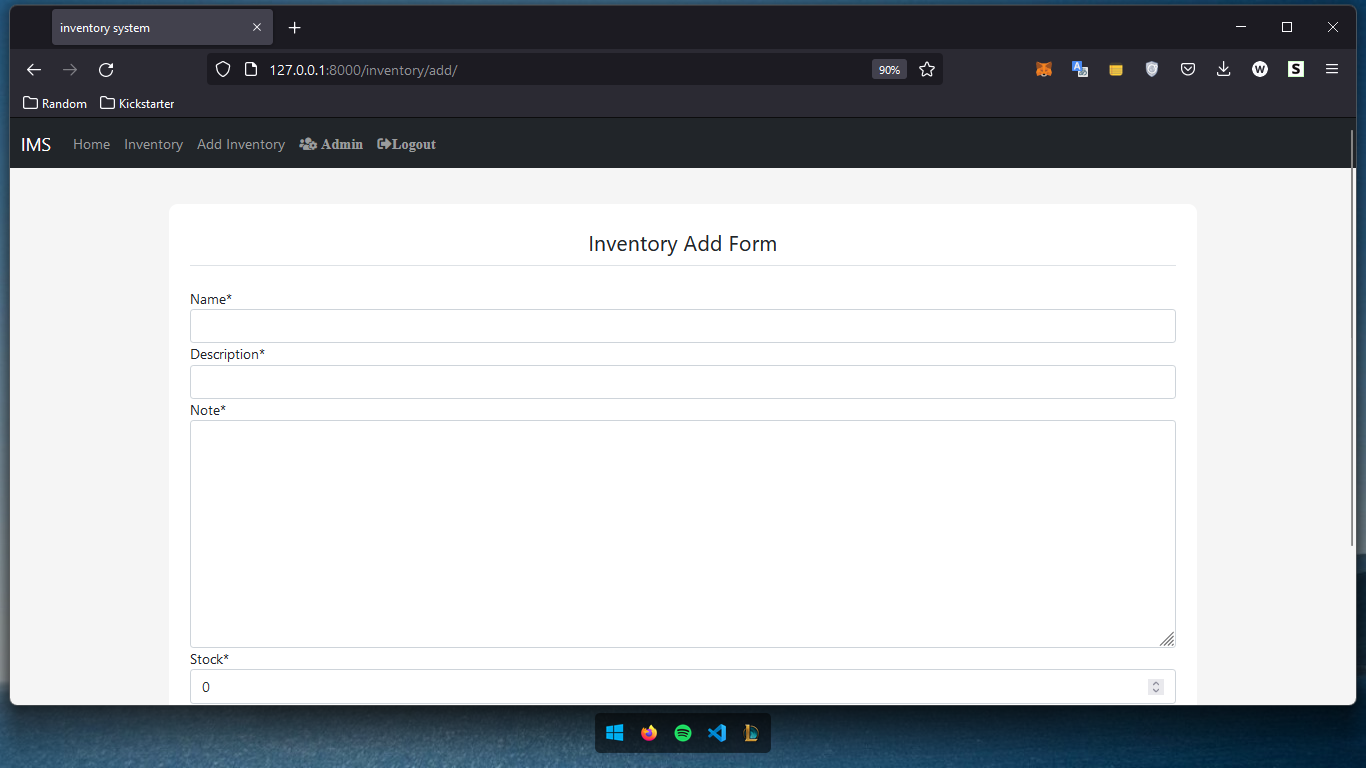 inventory system
127.0.0.1:8000/inventory/add/
90%
W
S
Random Kickstarter
IMS Home Inventory Add Inventory Admin Logout
Inventory Add Form
Name*
Description*
Note*
Stock*
0